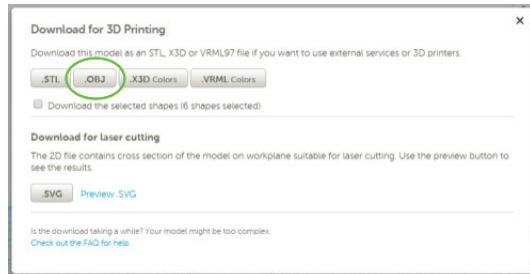 ×
Download for 3D Printing
Download this model as an STL, X3D or VRML97 file if you want to use external services or 3D printers.
.STL .OBJ .X3D Colors .VRML Colors
Download the selected shapes (6 shapes selected)
Download for laser cutting
The 2D file contains cross section of the model on workplane suitable for laser cutting. Use the preview button to
see the results.
.SVG Preview .SVG
Is the download taking a while? Your model might be too complex.
Check out the FAQ for help.